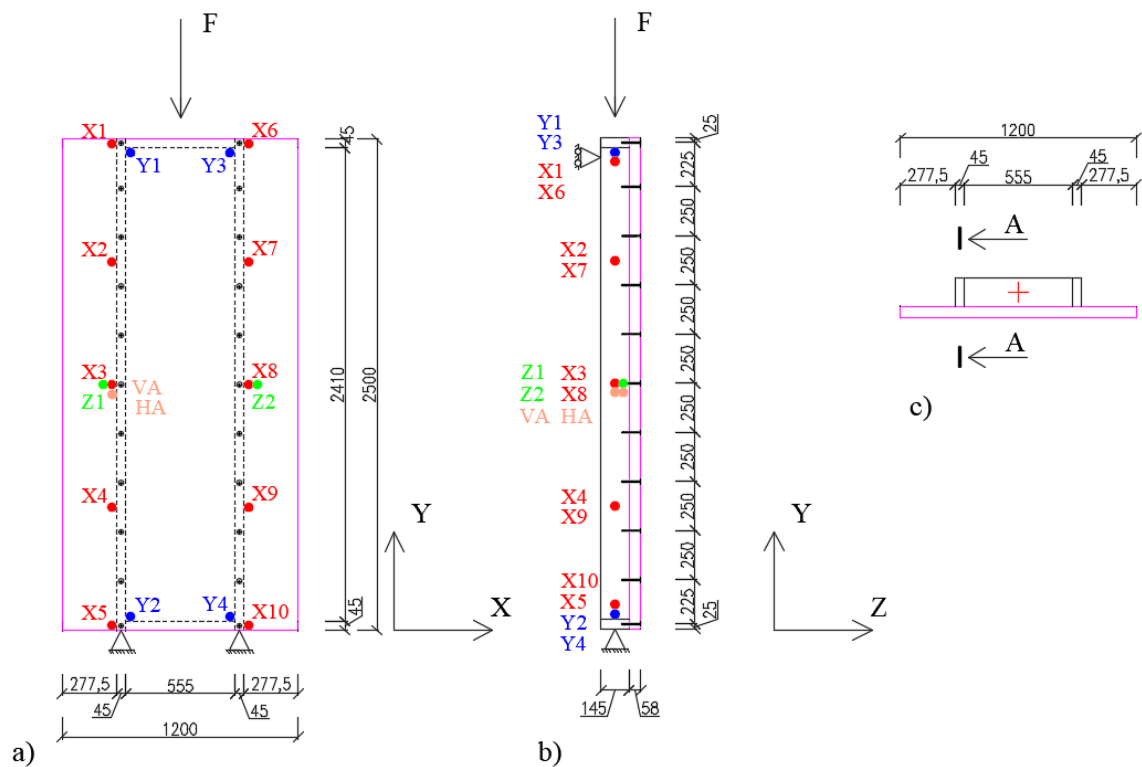 F
X1
X6
Y1
Y3
X2
X7
X3
X8
VA
Z1
HA
Z2
X4
X9
Y2
Y4
X5
X10
45
2410
2500
45
Y
X
277,5
555
277,5
45
45
1200
a)
F
Y1
Y3
X1
X6
X2
X7
Z1 X3
Z2 X8
VA HA
X4
X9
X10
X5
Y2
Y4
25
225
250
250
250
250
250
250
250
250
225
25
145
58
Y
Z
b)
1200
45
45
277,5
555
277,5
A
A
c)